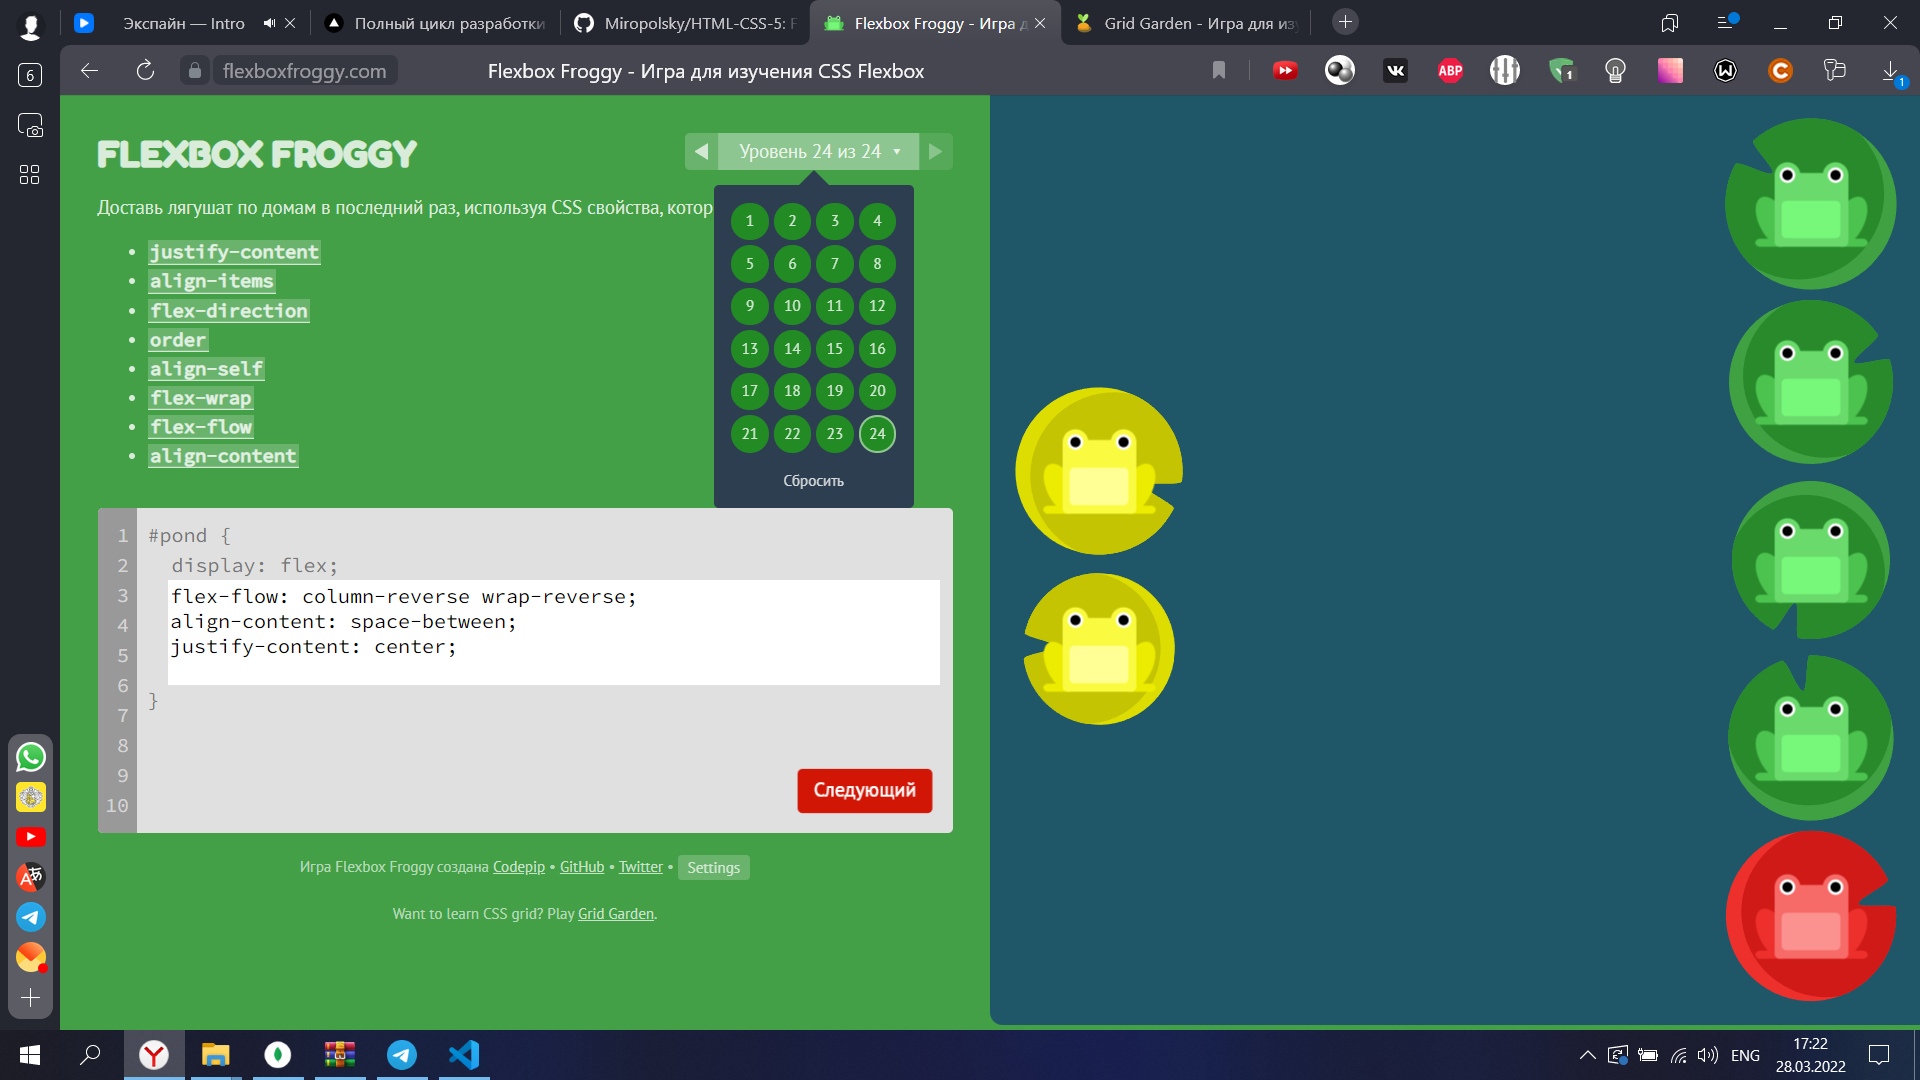 Экспайн — Intro
Полный цикл разработки
Miropolsky/HTML-CSS-5: F
Flexbox Froggy - Игра д
Grid Garden - Игра для из
6
flexboxfroggy.com
Flexbox Froggy - Игра для изучения CSS Flexbox
ABP
1
1
FLEXBOX FROGGY
Уровень 24 из 24
Доставь лягушат по домам в последний раз, используя CSS свойства, котор
justify-content
align-items
flex-direction
order
align-self
flex-wrap
flex-flow
align-content
1 2 3 4
5 6 7 8
9 10 11 12
13 14 15 16
17 18 19 20
21 22 23 24
Сбросить
1 #pond {
2 display: flex;
3 flex-flow: column-reverse wrap-reverse;
4 align-content: space-between;
5 justify-content: center;
6 }
7
8
9
10
Следующий
Игра Flexbox Froggy создана Codepip • GitHub • Twitter • Settings
Want to learn CSS grid? Play Grid Garden.
ENG
17:22
28.03.2022